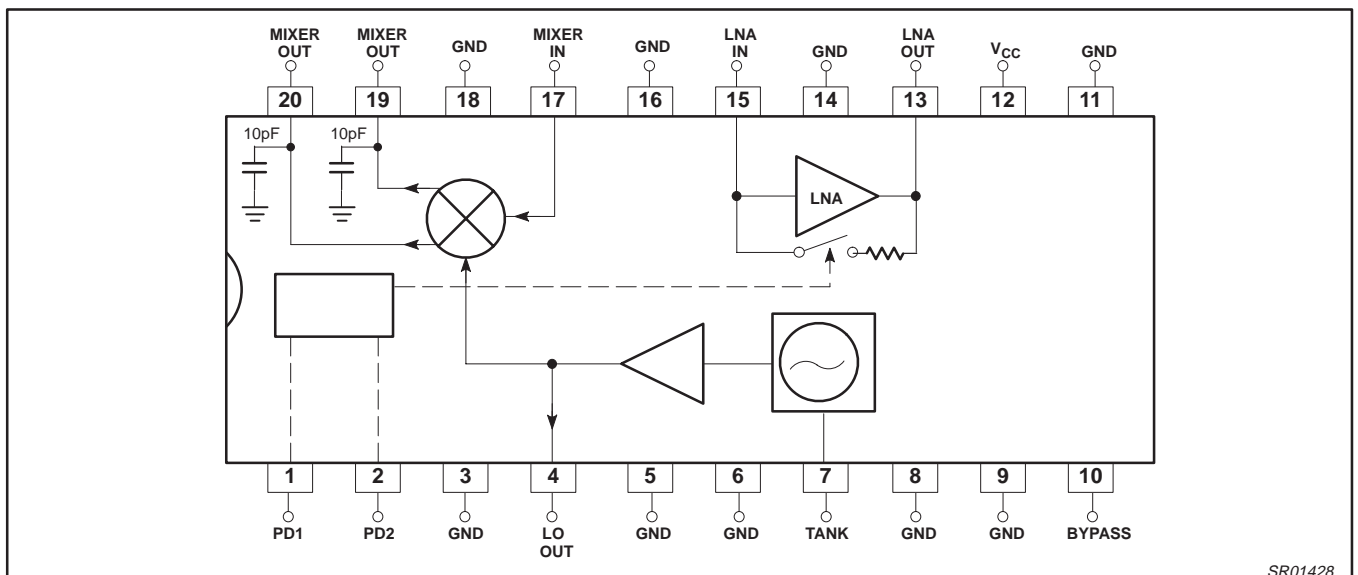 MIXER OUT
MIXER OUT
GND
MIXER IN
GND
LNA IN
GND
LNA OUT
VCC
GND
20 19 18 17 16 15 14 13 12 11
10pF 10pF
LNA
1 2 3 4 5 6 7 8 9 10
PD1
PD2
GND
LO OUT
GND
GND
TANK
GND
GND
BYPASS
SR01428